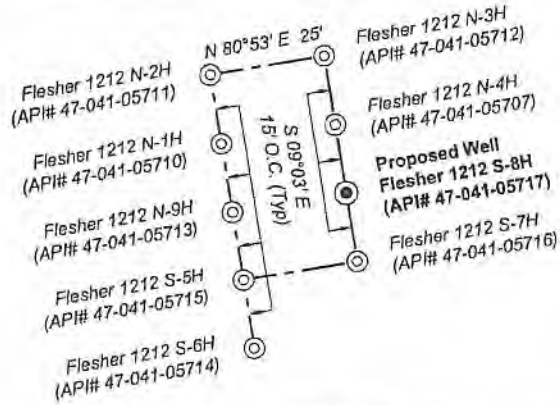 N 80°53' E 25'
Flesher 1212 N-2H
(API# 47-041-05711)
Flesher 1212 N-1H
(API# 47-041-05710)
Flesher 1212 N-9H
(API# 47-041-05713)
Flesher 1212 S-5H
(API# 47-041-05715)
Flesher 1212 S-6H
(API# 47-041-05714)
S 09°03' E
15' O.C. (Typ)
Flesher 1212 N-3H
(API# 47-041-05712)
Flesher 1212 N-4H
(API# 47-041-05707)
Proposed Well
Flesher 1212 S-8H
(API# 47-041-05717)
Flesher 1212 S-7H
(API# 47-041-05716)